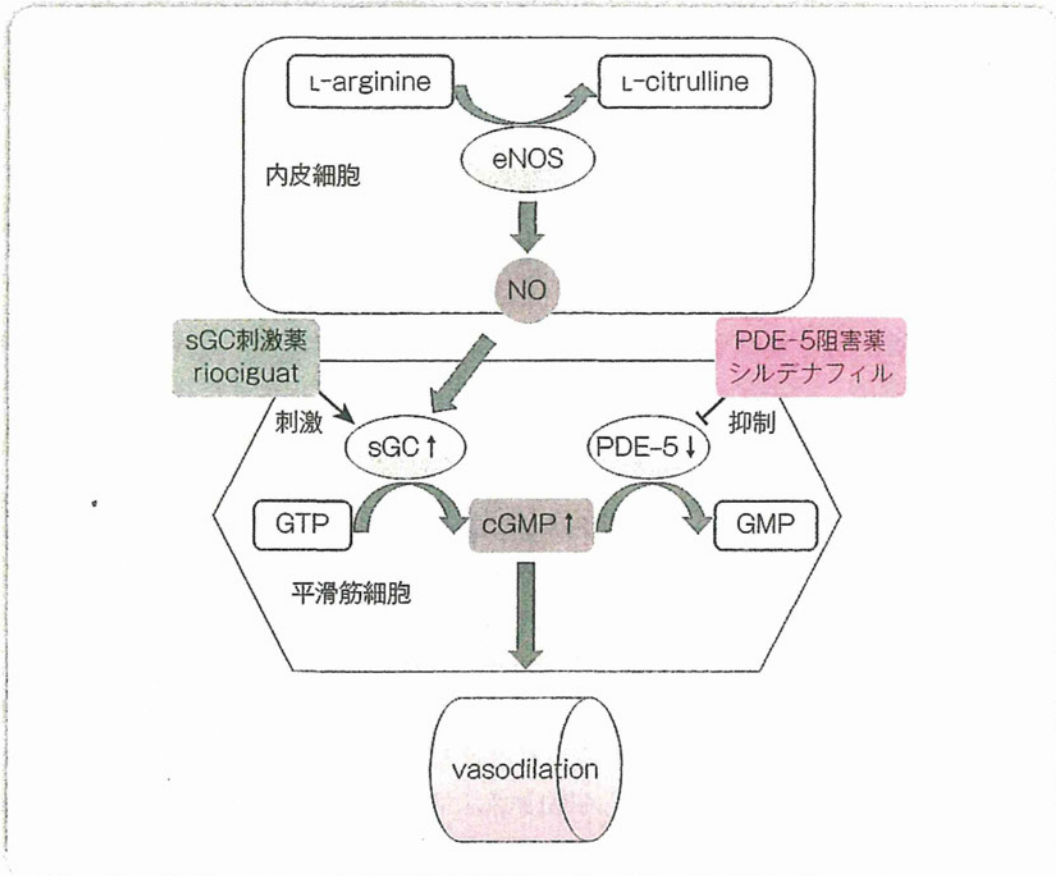 L-arginine
L-citrulline
eNOS
内皮細胞
NO
sGC刺激薬
riociguat
PDE-5阻害薬
シルデナフィル
刺激
抑制
sGC↑
PDE-5↓
GTP
cGMP↑
GMP
平滑筋細胞
vasodilation